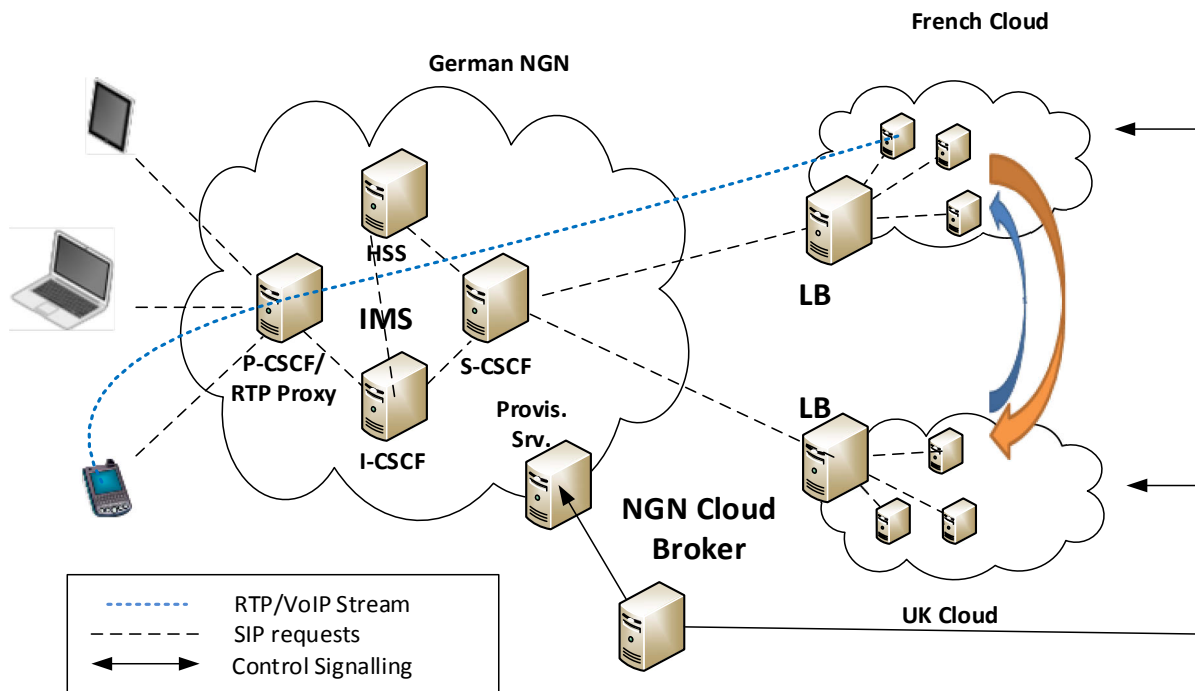 French Cloud
German NGN
HSS
IMS
LB
P-CSCF/
RTP Proxy
S-CSCF
I-CSCF
Provis.
Srv.
LB
NGN Cloud
Broker
UK Cloud
RTP/VoIP Stream
SIP requests
Control Signalling